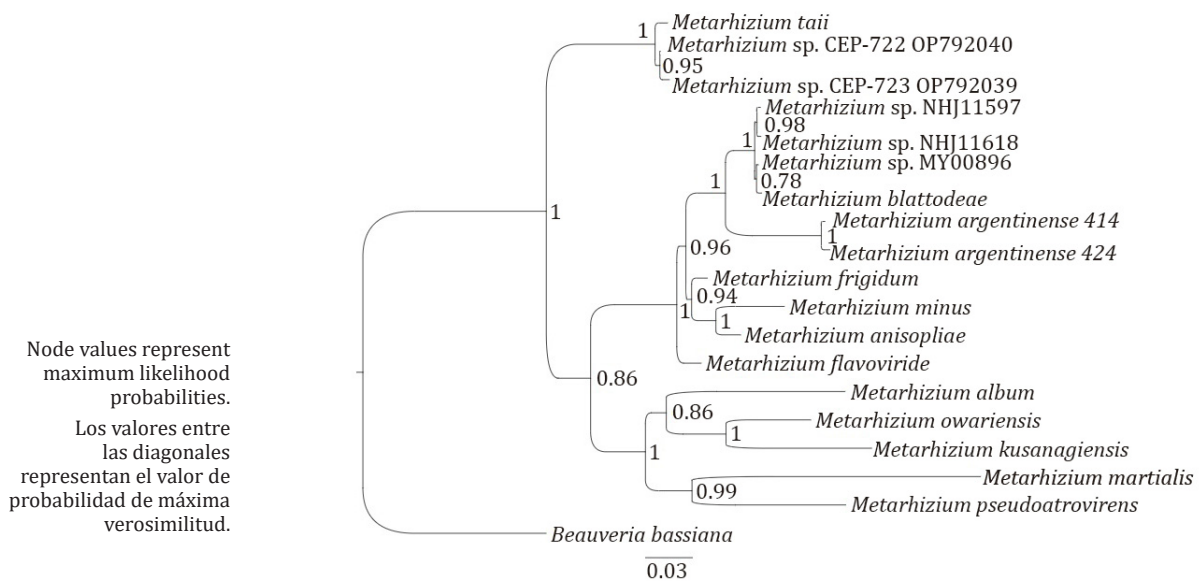 Metarhizium taii
1
Metarhizium sp. CEP-722 OP792040
0.95
Metarhizium sp. CEP-723 OP792039
Metarhizium sp. NHJ11597
0.98
1
Metarhizium sp. NHJ11618
Metarhizium sp. MY00896
1
0.78
Metarhizium blattodeae
1
Metarhizium argentinense 414
1
0.96
Metarhizium argentinense 424
Metarhizium frigidum
0.94
1
Metarhizium minus
1
Metarhizium anisopliae
Metarhizium flavoviride
0.86
Metarhizium album
0.86
Metarhizium owariensis
1
1
Metarhizium kusanagiensis
Metarhizium martialis
0.99
Metarhizium pseudoatrovirens
Beauveria bassiana
0.03
Node values represent
maximum likelihood
probabilities.
Los valores entre
las diagonales
representan el valor de
probabilidad de máxima
verosimilitud.